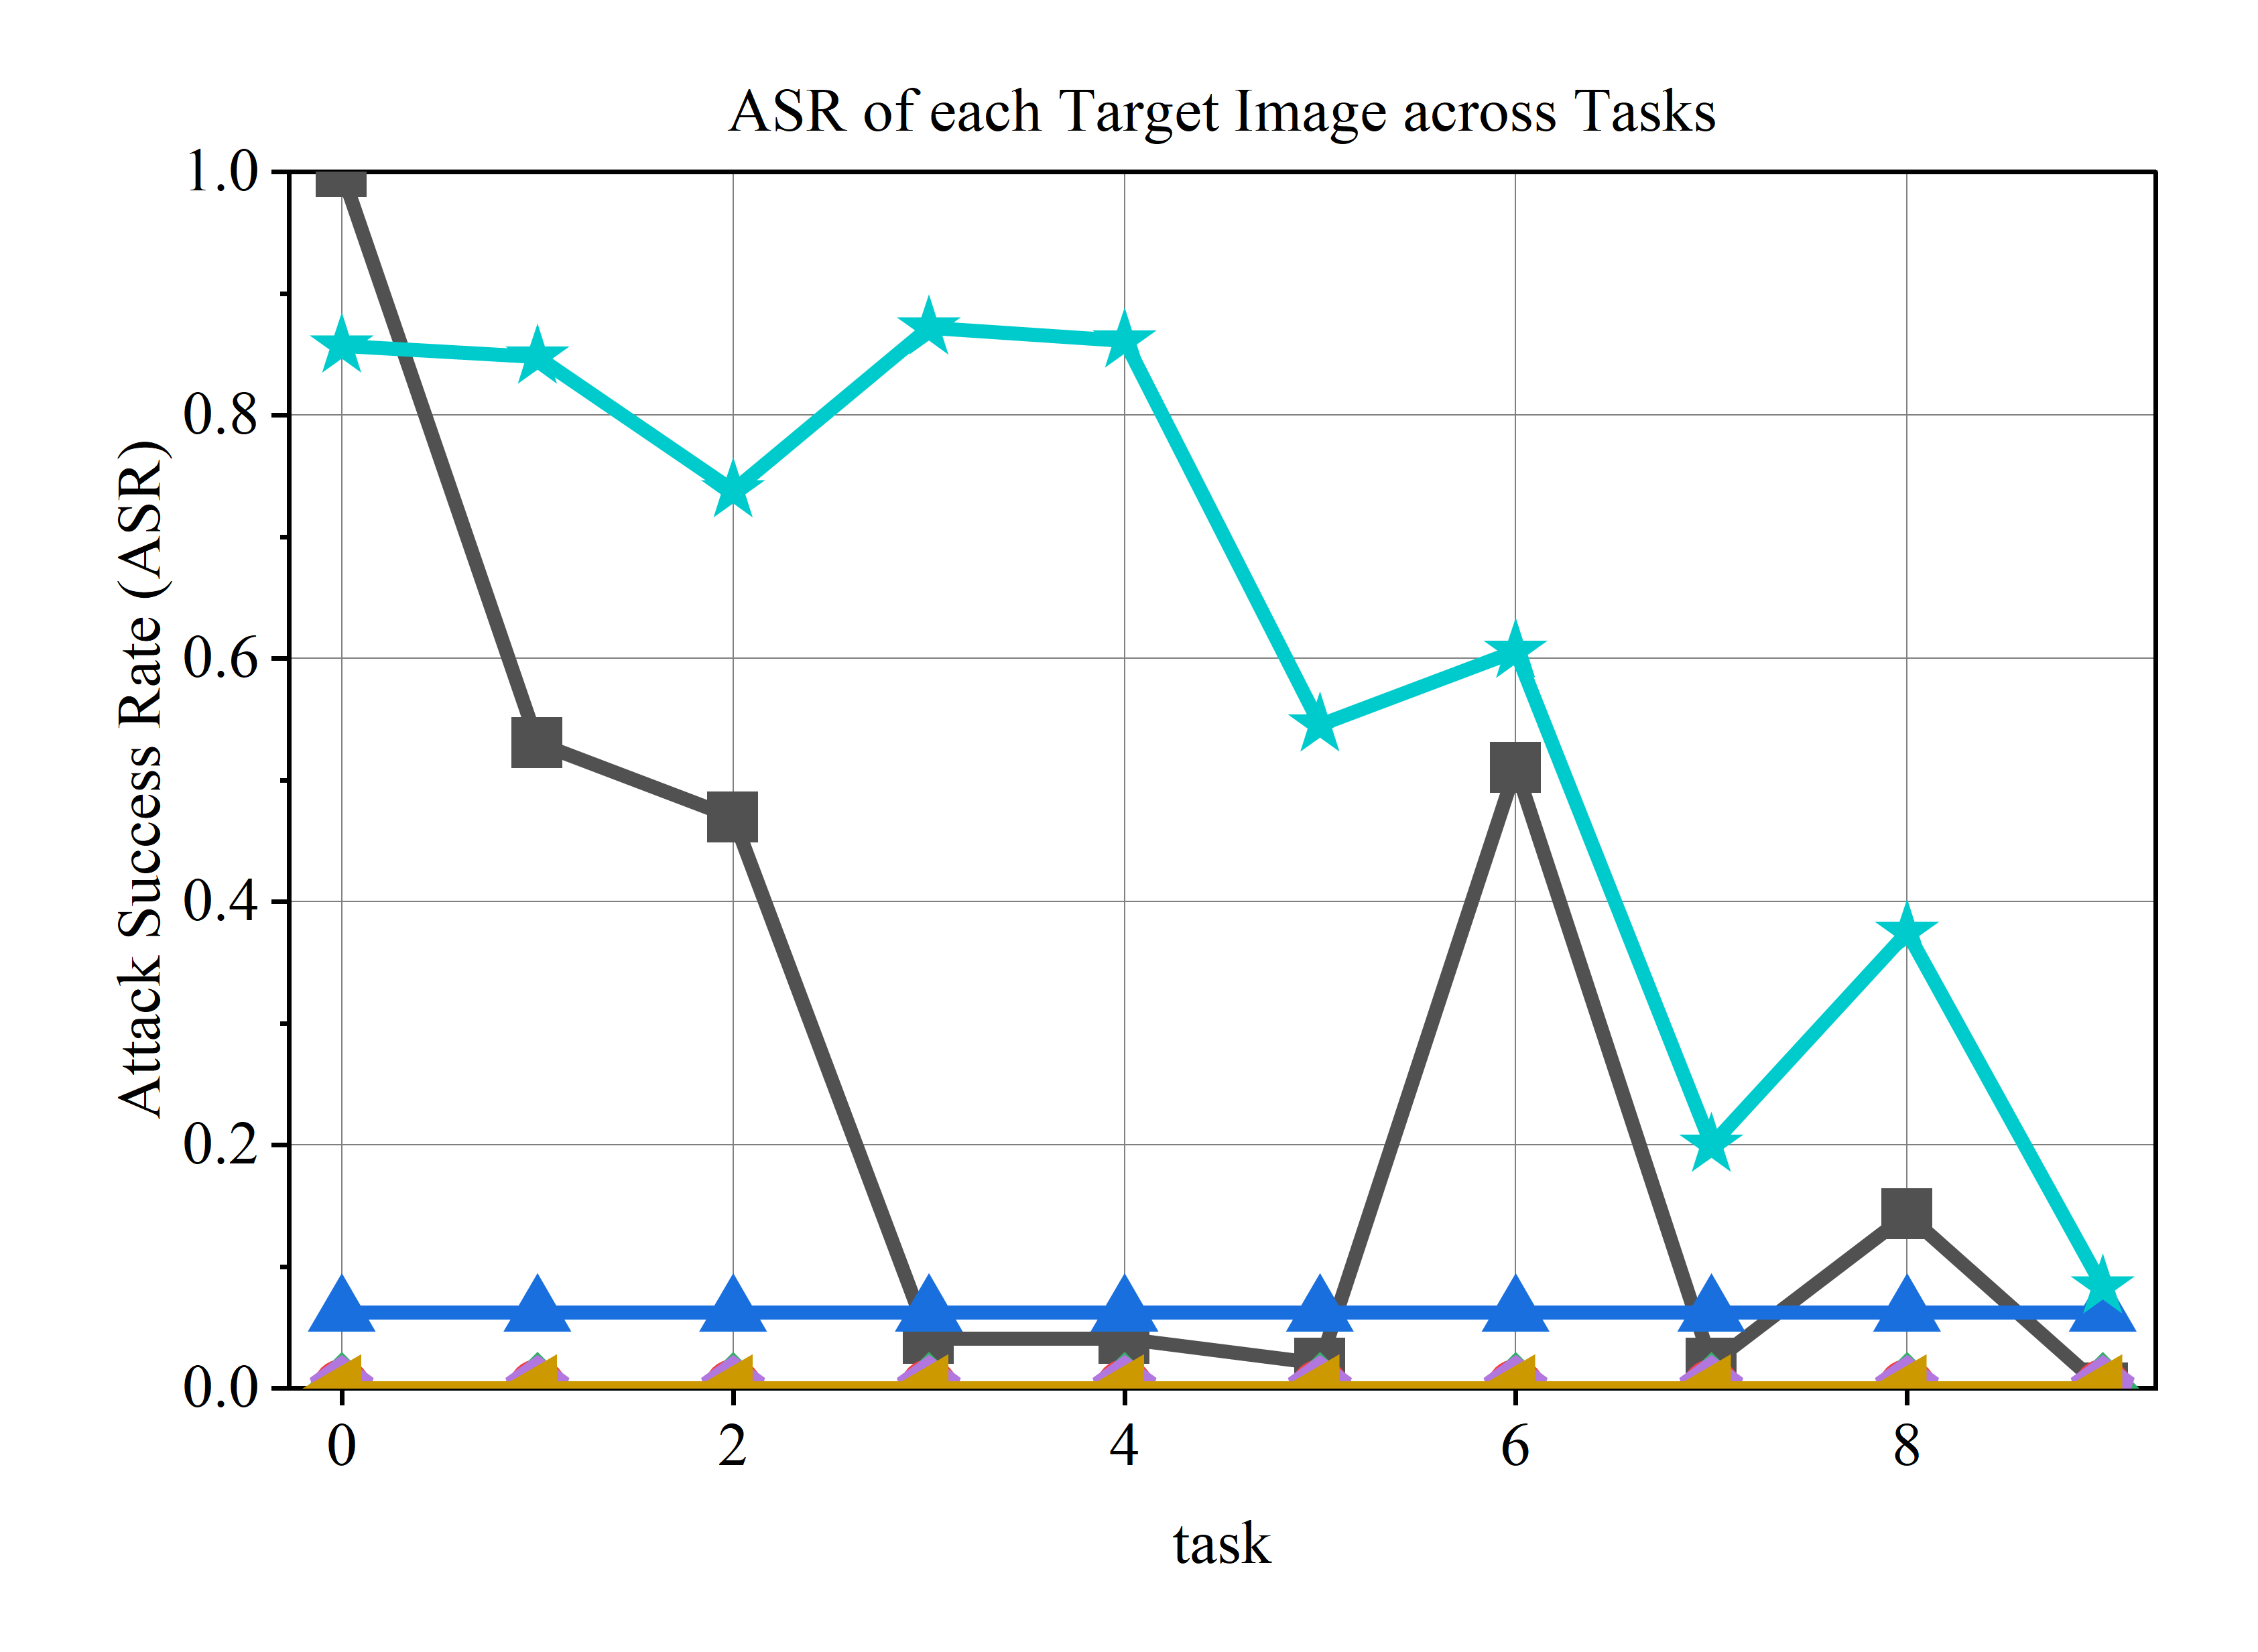 ASR of each Target Image across Tasks
1.0
0.8
0.6
0.4
0.2
0.0
Attack Success Rate (ASR)
0 2 4 6 8
task